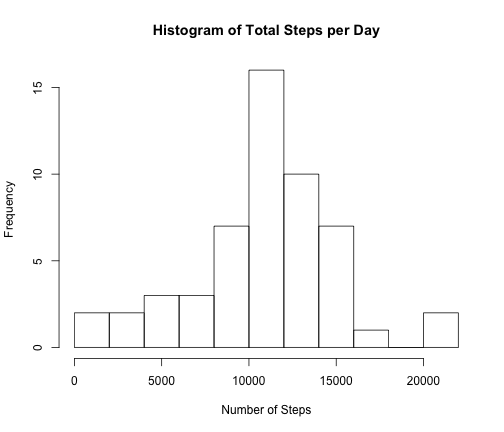 Histogram of Total Steps per Day
Frequency
15
10
5
0
0 5000 10000 15000 20000
Number of Steps